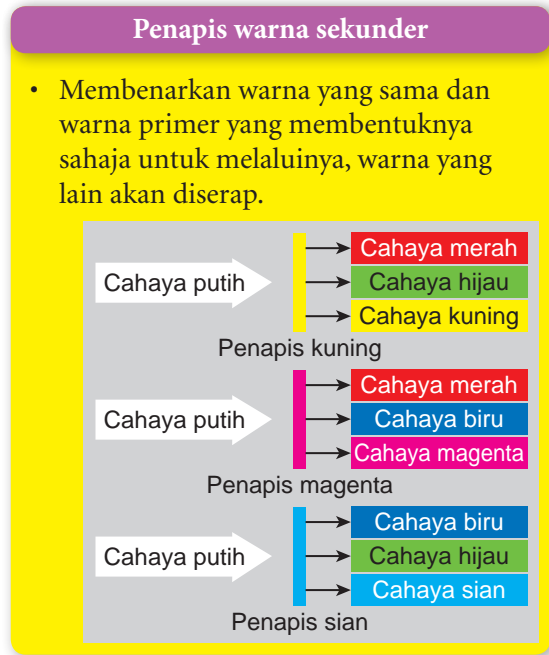 Penapis warna sekunder
• Membenarkan warna yang sama dan
warna primer yang membentuknya
sahaja untuk melaluinya, warna yang
lain akan diserap.
Cahaya putih
Cahaya merah
Cahaya hijau
Cahaya kuning
Penapis kuning
Cahaya putih
Cahaya merah
Cahaya biru
Cahaya magenta
Penapis magenta
Cahaya putih
Cahaya biru
Cahaya hijau
Cahaya sian
Penapis sian